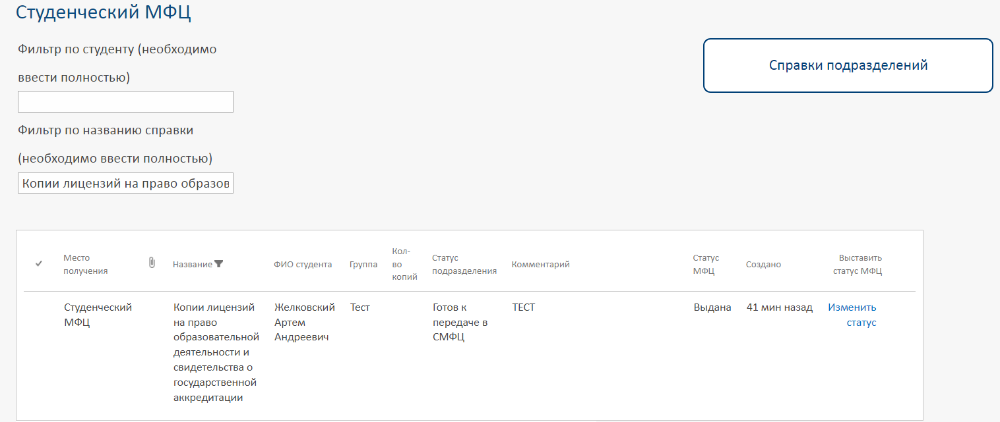 Студенческий МФЦ
Фильтр по студенту (необходимо
ввести полностью)
Справки подразделений
Фильтр по названию справки
(необходимо ввести полностью)
Копии лицензий на право образов
Место
получения
Название
ФИО студента
Группа
Кол-
во
копий
Статус
подразделения
Комментарий
Статус
МФЦ
Создано
Выставить
статус МФЦ
Студенческий
МФЦ
Копии лицензий
на право
образовательной
деятельности и
свидетельства о
государственной
аккредитации
Желковский
Артем
Андреевич
Тест
Готов к
передаче в
СМФЦ
ТЕСТ
Выдана
41 мин назад
Изменить
статус